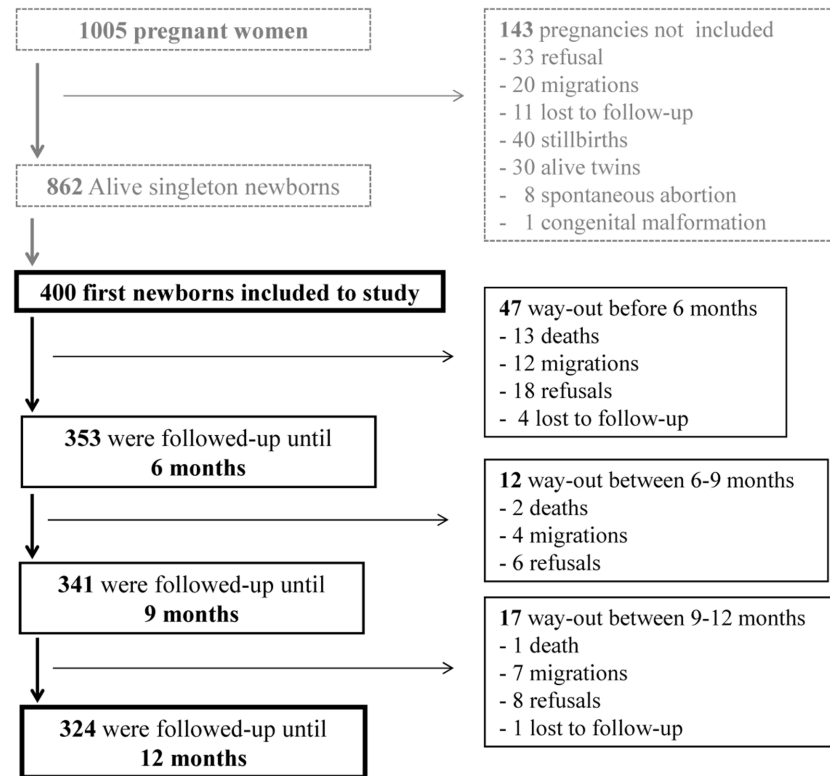 1005 pregnant women
143 pregnancies not included
- 33 refusal
- 20 migrations
- 11 lost to follow-up
- 40 stillbirths
- 30 alive twins
- 8 spontaneous abortion
- 1 congenital malformation
862 Alive singleton newborns
400 first newborns included to study
47 way-out before 6 months
- 13 deaths
- 12 migrations
- 18 refusals
- 4 lost to follow-up
353 were followed-up until
6 months
12 way-out between 6-9 months
- 2 deaths
- 4 migrations
- 6 refusals
341 were followed-up until
9 months
17 way-out between 9-12 months
- 1 death
- 7 migrations
- 8 refusals
- 1 lost to follow-up
324 were followed-up until
12 months